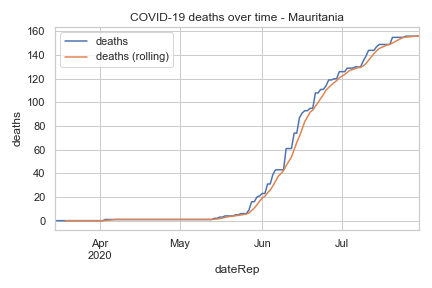 COVID-19 deaths over time - Mauritania
deaths
deaths (rolling)
160
140
120
100
80
60
40
20
0
deaths
Apr
2020
May
Jun
Jul
dateRep